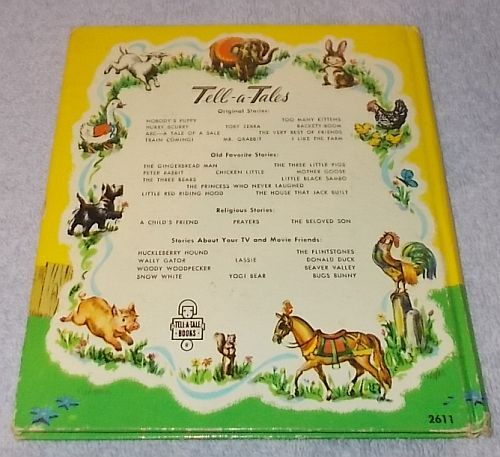 Tell-a-Tales
Original Stories:
NOBODY'S PUPPY TOO MANY KITTENS
HURRY SCURRY TOBY ZEBRA RACKETY-BOOM
ABC—A TALE OF A SALE THE VERY BEST OF FRIENDS
TRAIN COMING! MR. GRABBIT I LIKE THE FARM
Old Favorite Stories:
THE GINGERBREAD MAN THE THREE LITTLE PIGS
PETER RABBIT CHICKEN LITTLE MOTHER GOOSE
THE THREE BEARS LITTLE BLACK SAMBO
THE PRINCESS WHO NEVER LAUGHED
LITTLE RED RIDING HOOD THE HOUSE THAT JACK BUILT
Religious Stories:
A CHILD'S FRIEND PRAYERS THE BELOVED SON
Stories About Your TV and Movie Friends:
HUCKLEBERRY HOUND THE FLINTSTONES
WALLY GATOR LASSIE DONALD DUCK
WOODY WOODPECKER BEAVER VALLEY
SNOW WHITE YOGI BEAR BUGS BUNNY
TELL-A-TALE
BOOKS
2611